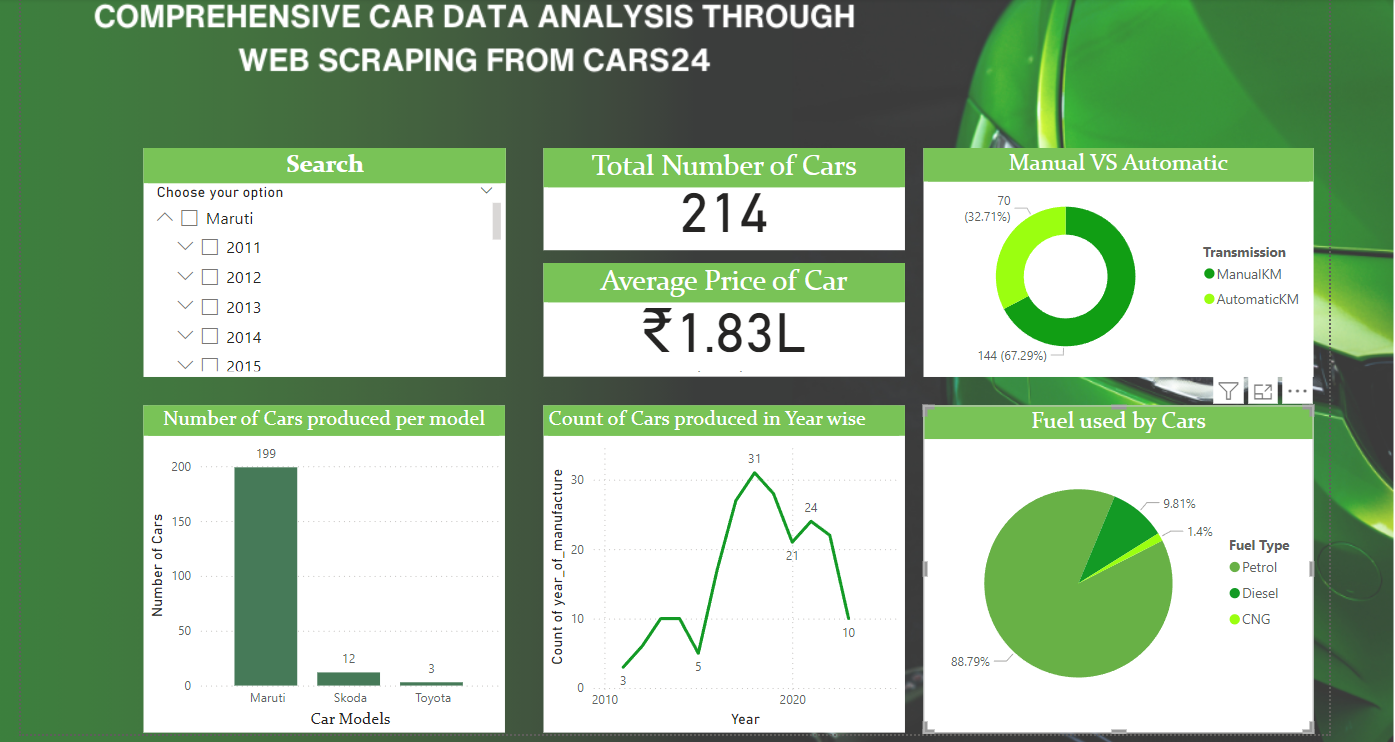 COMPREHENSIVE CAR DATA ANALYSIS THROUGH
WEB SCRAPING FROM CARS24
Search
Choose your option
Maruti
2011
2012
2013
2014
2015
Total Number of Cars
214
Average Price of Car
₹1.83L
Manual VS Automatic
70
(32.71%)
144 (67.29%)
Transmission
ManualKM
AutomaticKM
Number of Cars produced per model
Number of Cars
200
150
100
50
0
199
12
3
Maruti
Skoda
Toyota
Car Models
Count of Cars produced in Year wise
Count of year_of_manufacture
30
20
10
0
3
5
31
21
24
10
2010
2020
Year
Fuel used by Cars
9.81%
1.4%
88.79%
Fuel Type
Petrol
Diesel
CNG